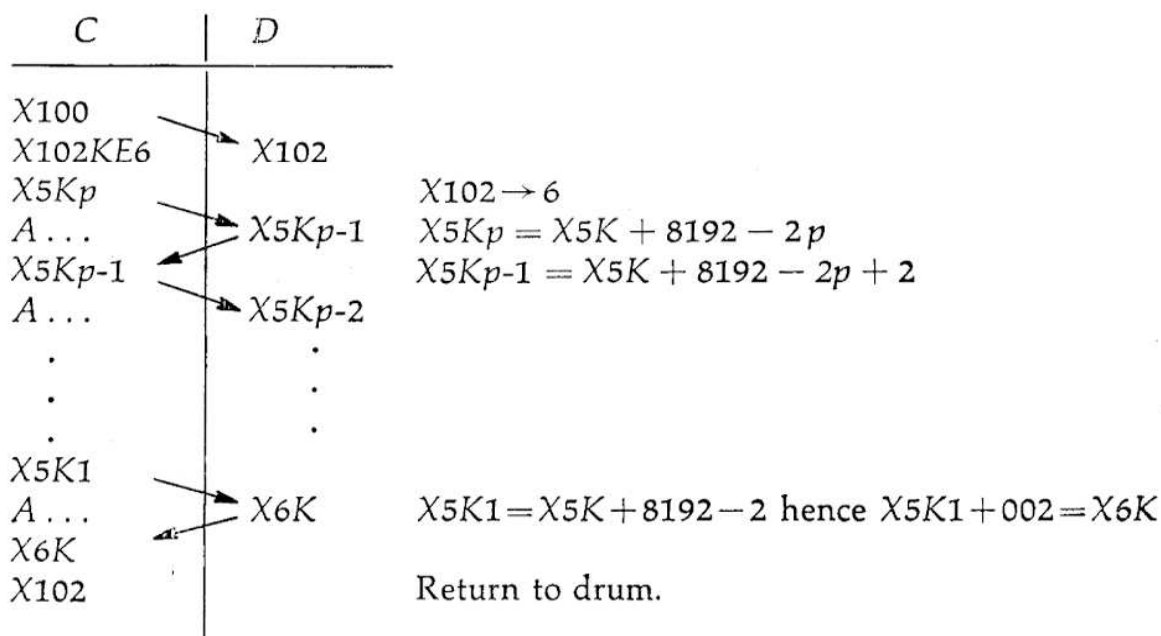 C D
X100
X102KE6 X102
X5Kp X102 → 6
A... X5Kp-1 X5Kp = X5K + 8192 − 2p
X5Kp-1 X5Kp-1 = X5K + 8192 − 2p + 2
A... X5Kp-2
. .
. .
. .
X5K1
A... X6K X5K1=X5K+8192−2 hence X5K1+002=X6K
X6K
X102 Return to drum.